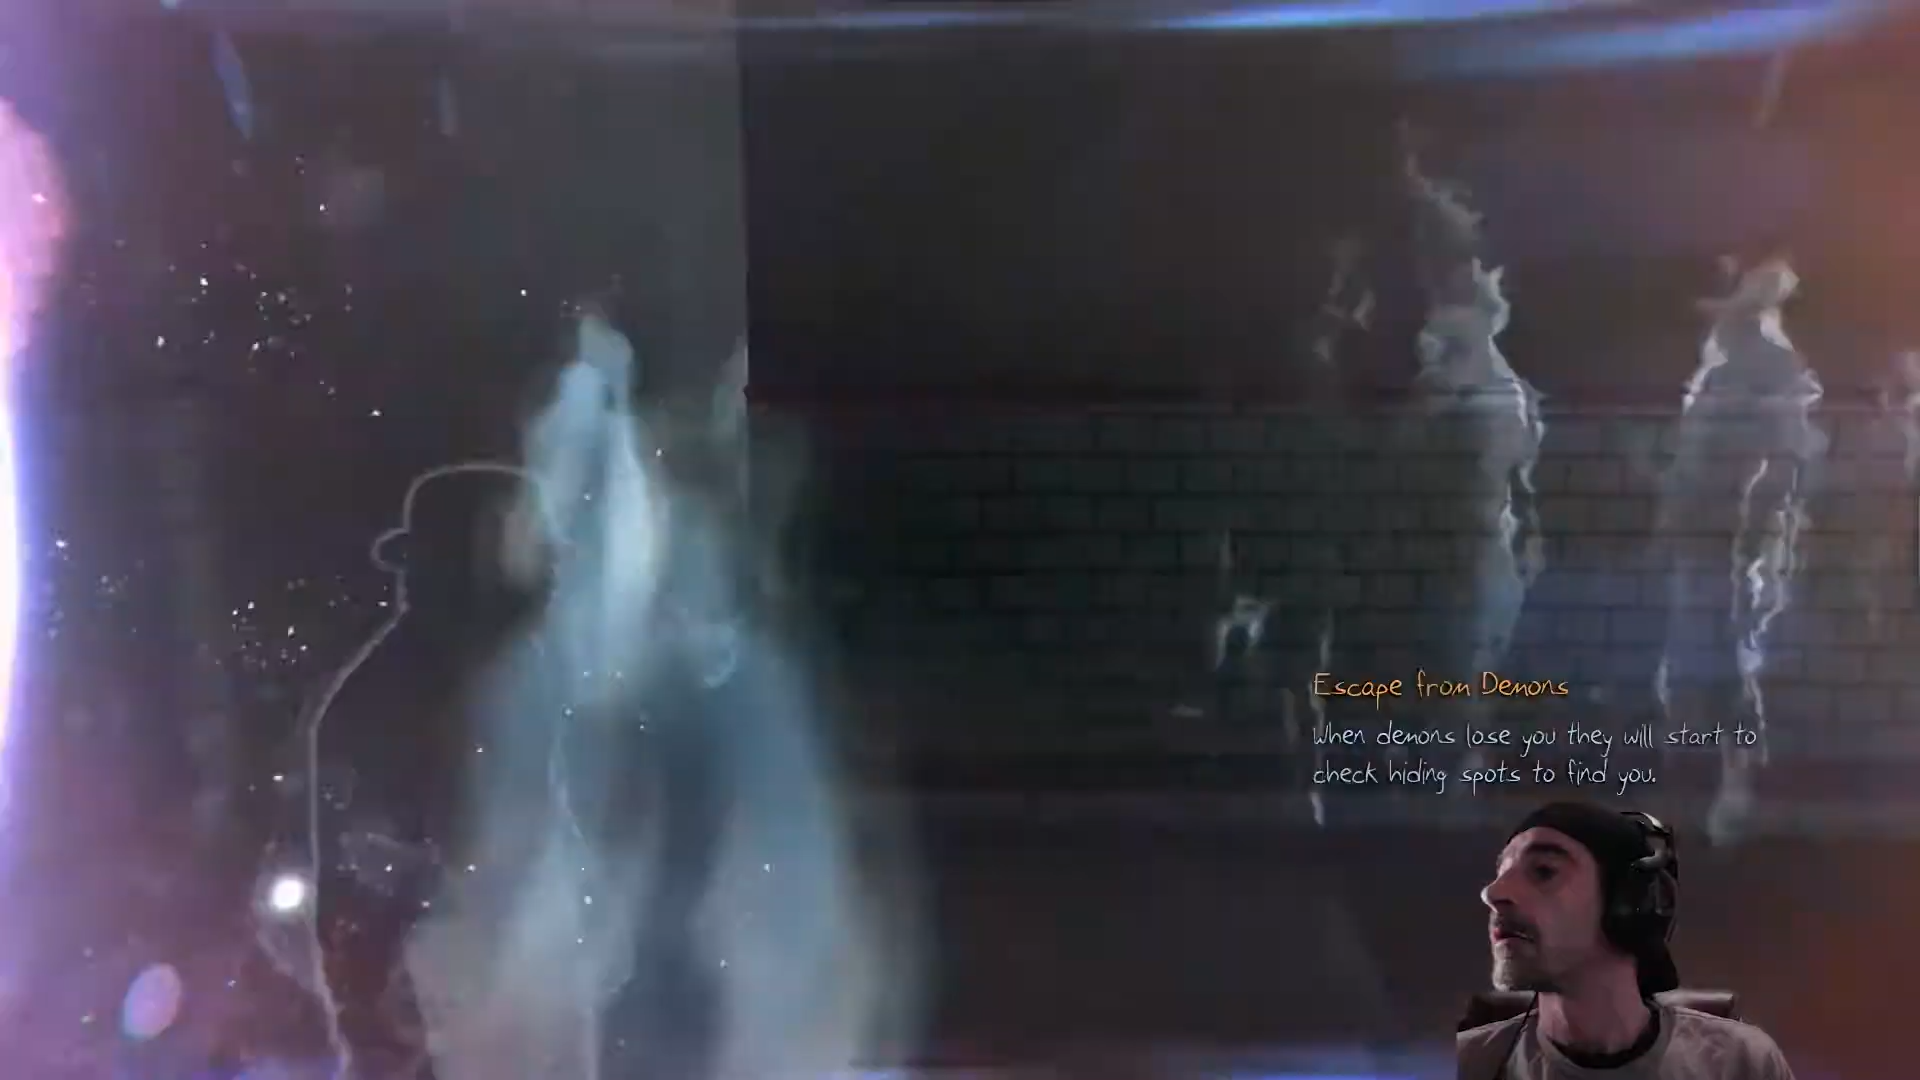 Escape from Demons
When demons lose you they will start to
check hiding spots to find you.